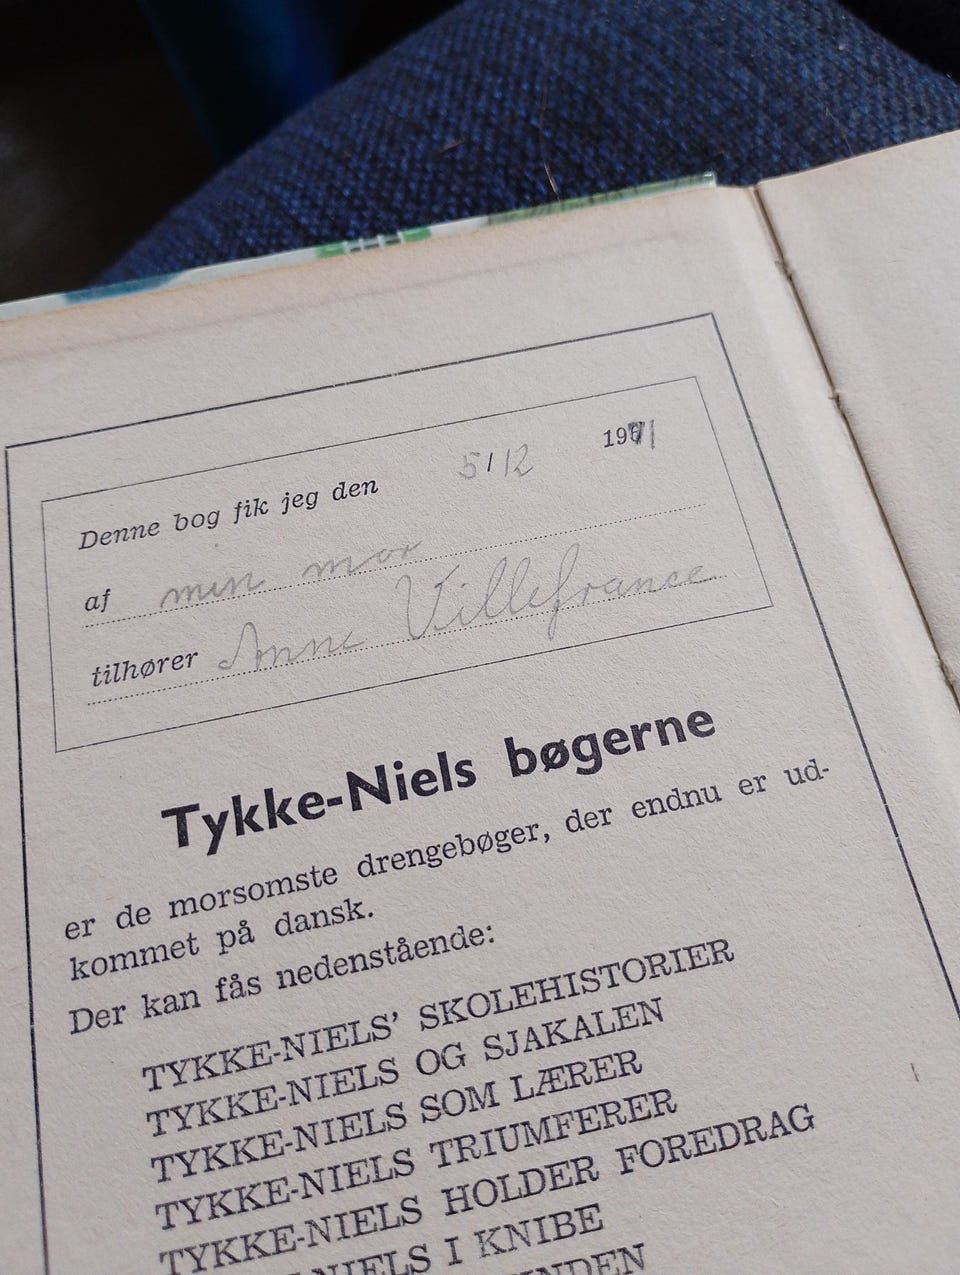 Denne bog fik jeg den 5/12 1971
af min mor
tilhører Anne Villefrance
Tykke-Niels bøgerne
er de morsomste drengebøger, der endnu er ud-
kommet på dansk.
Der kan fås nedenstående:
TYKKE-NIELS' SKOLEHISTORIER
TYKKE-NIELS OG SJAKALEN
TYKKE-NIELS SOM LÆRER
TYKKE-NIELS TRIUMFERER
TYKKE-NIELS HOLDER FOREDRAG
NIELS I KNIBE